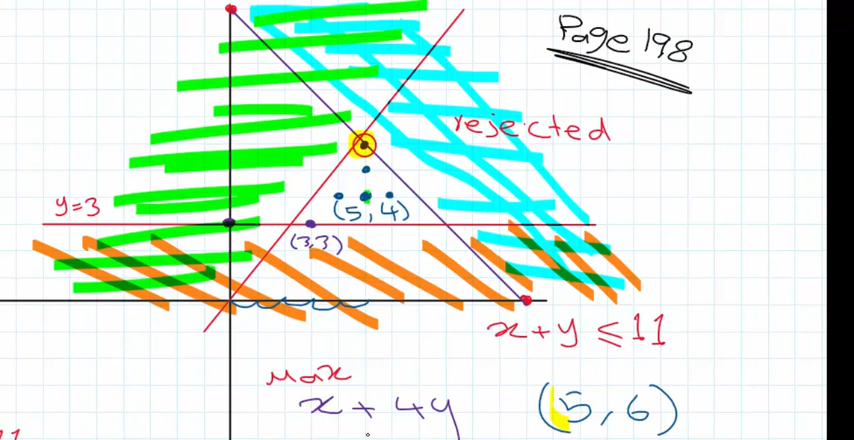 Page 198
rejected
y=3
(5,4)
(3,3)
x+y ≤11
Max
x + 4y
(5,6)